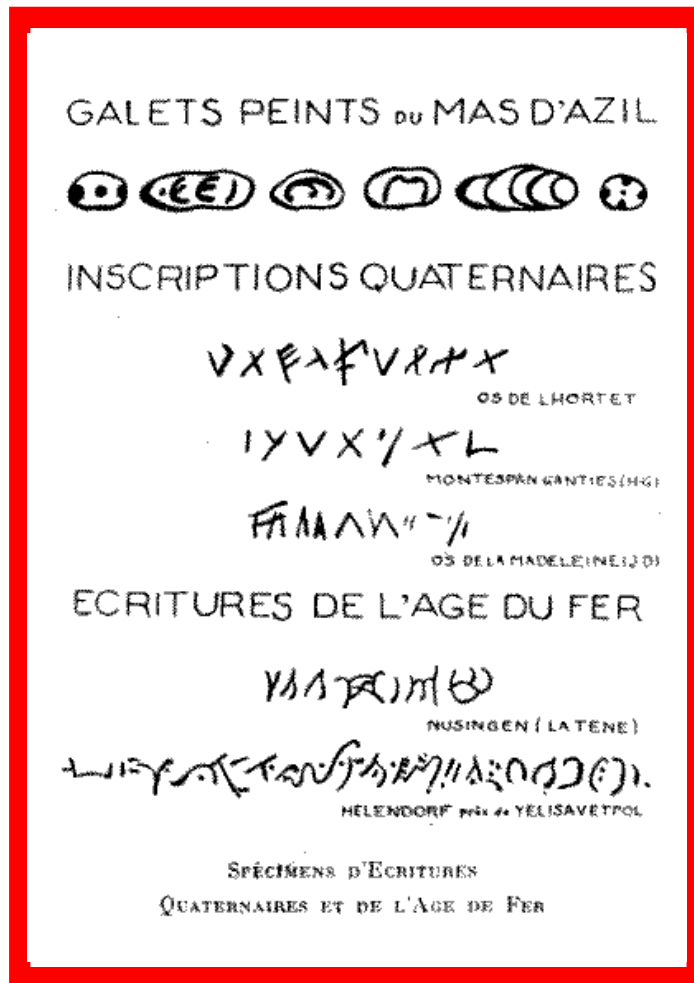 GALETS PEINTS DU MAS D'AZIL
INSCRIPTIONS QUATERNAIRES
OS DE LHORTET
MONTESPAN GANTIES (H-G)
OS DE LA MADELEINE
ECRITURES DE L'AGE DU FER
NUSINGEN ( LA TENE )
HELENDORF près de YELISAVETPOL
SPÉCIMENS D'ECRITURES
QUATERNAIRES ET DE L'AGE DE FER